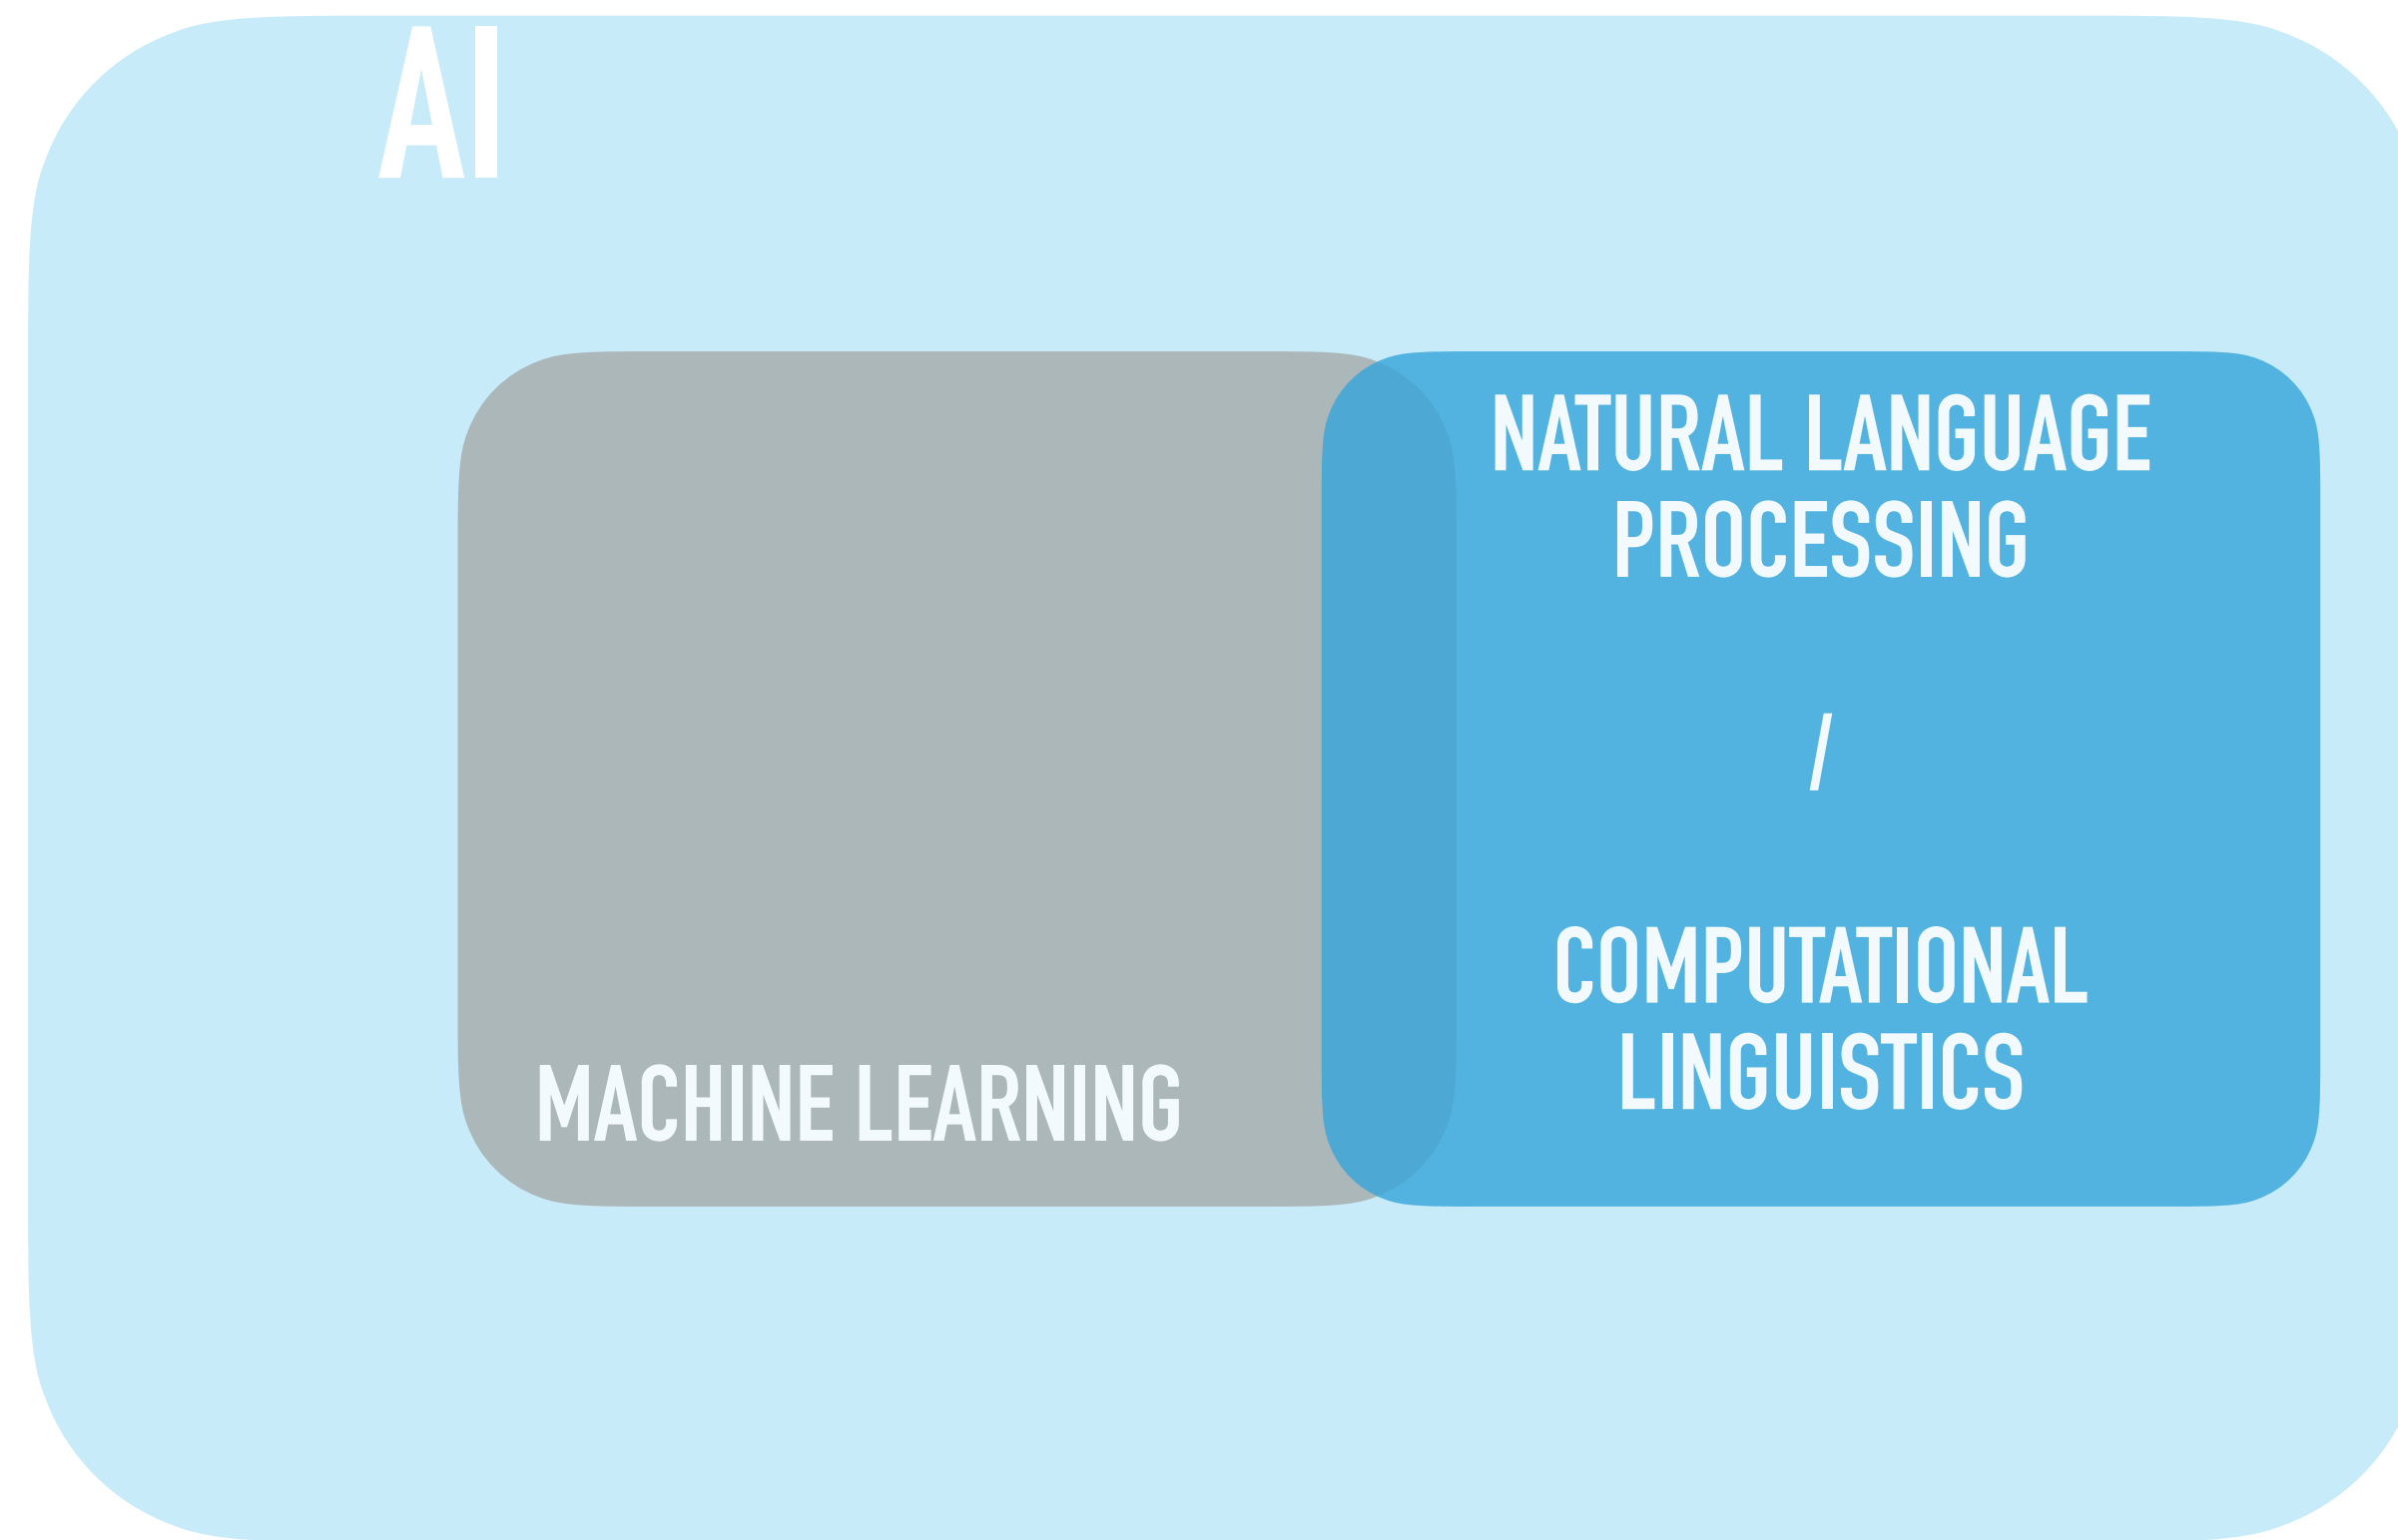 AI
NATURAL LANGUAGE
PROCESSING
/
COMPUTATIONAL
LINGUISTICS
MACHINE LEARNING